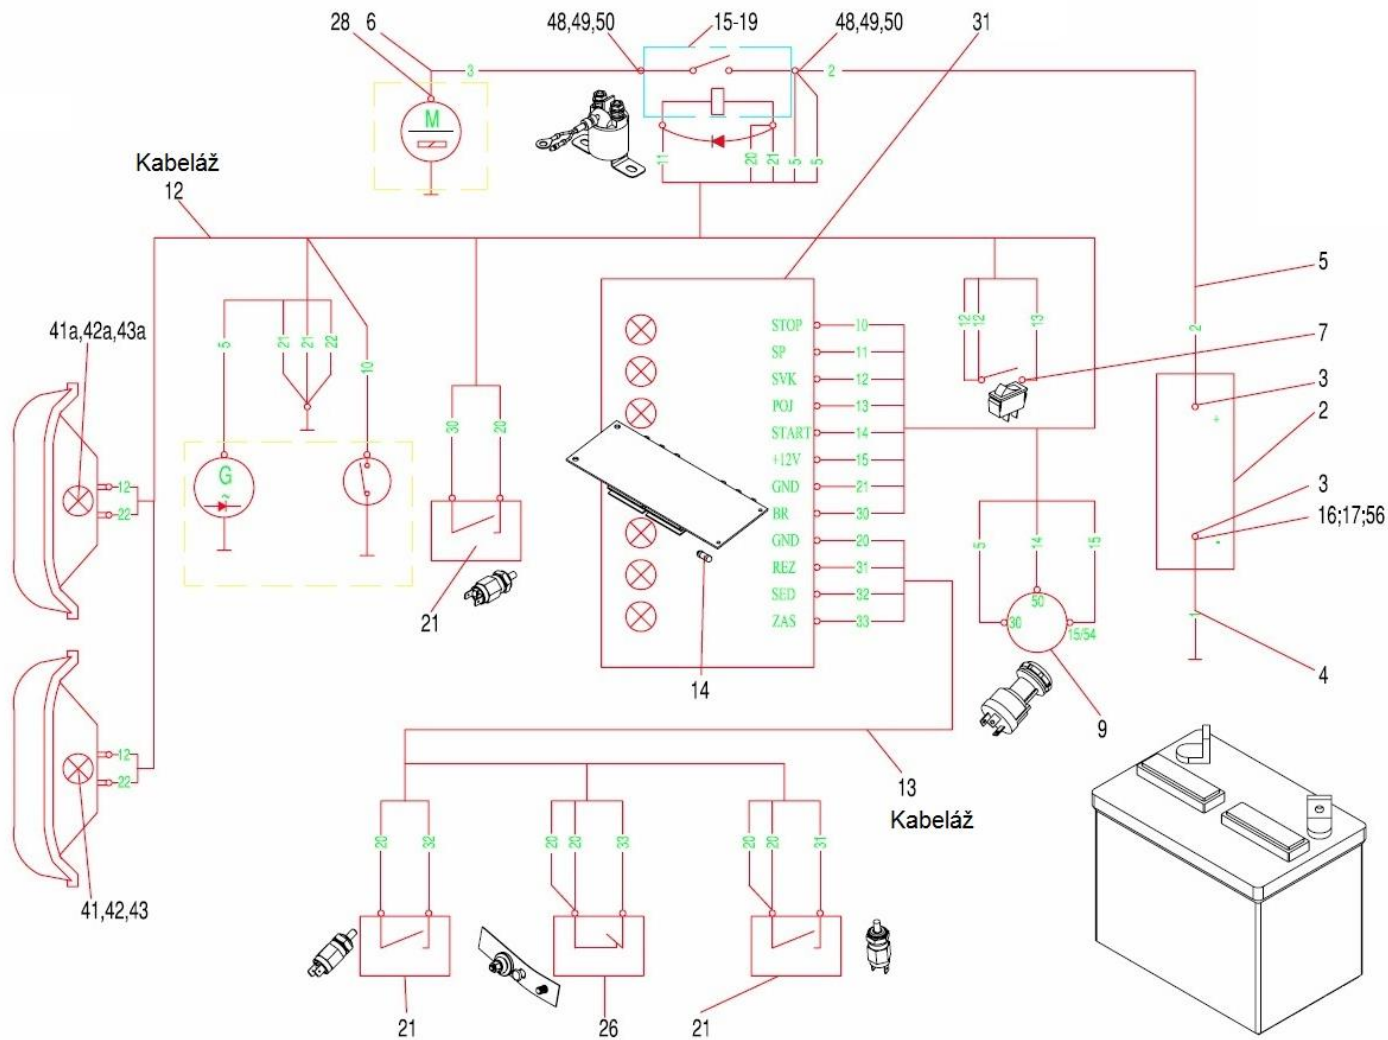 28 6 48,49,50 15-19 48,49,50 31
3 2
M
Kabeláž
12
11 20 21 5 5
5
41a,42a,43a
5 21 21 22 10
12 12 13
2
7
STOP 10
SP 11
SVK 12
POJ 13
START 14
+12V 15
GND 21
BR 30
GND 20
REZ 31
SED 32
ZAS 33
3
2
+
30 20
G
12
22
3
16;17;56
-
5 14 15
50
30
15/54
1
21
14
4
9
12
22
13
Kabeláž
20 32 20 20 33 20 20 31
41,42,43
21 26 21